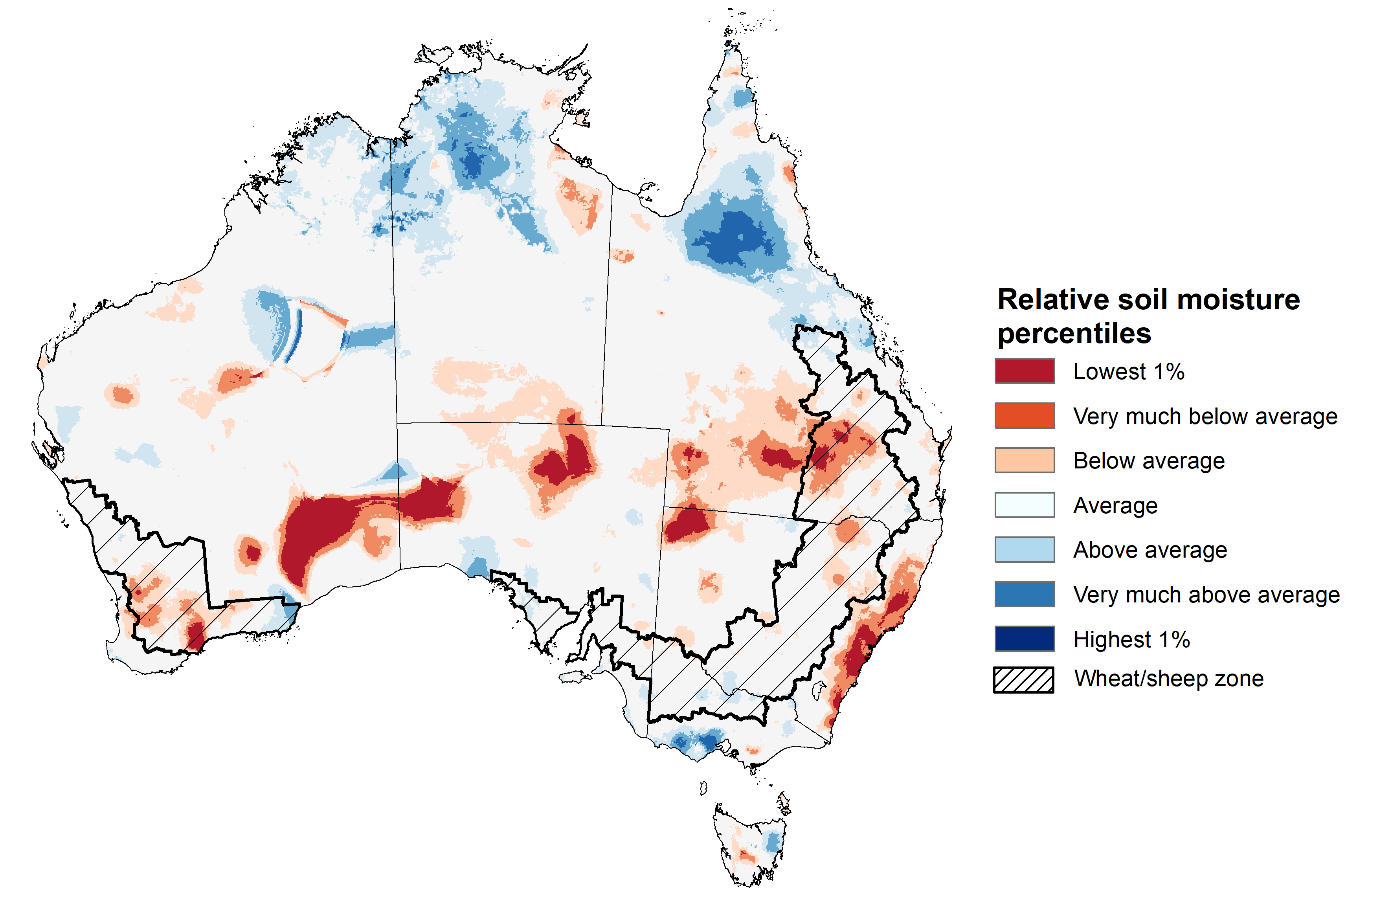 Relative soil moisture
percentiles
Lowest 1%
Very much below average
Below average
Average
Above average
Very much above average
Highest 1%
Wheat/sheep zone